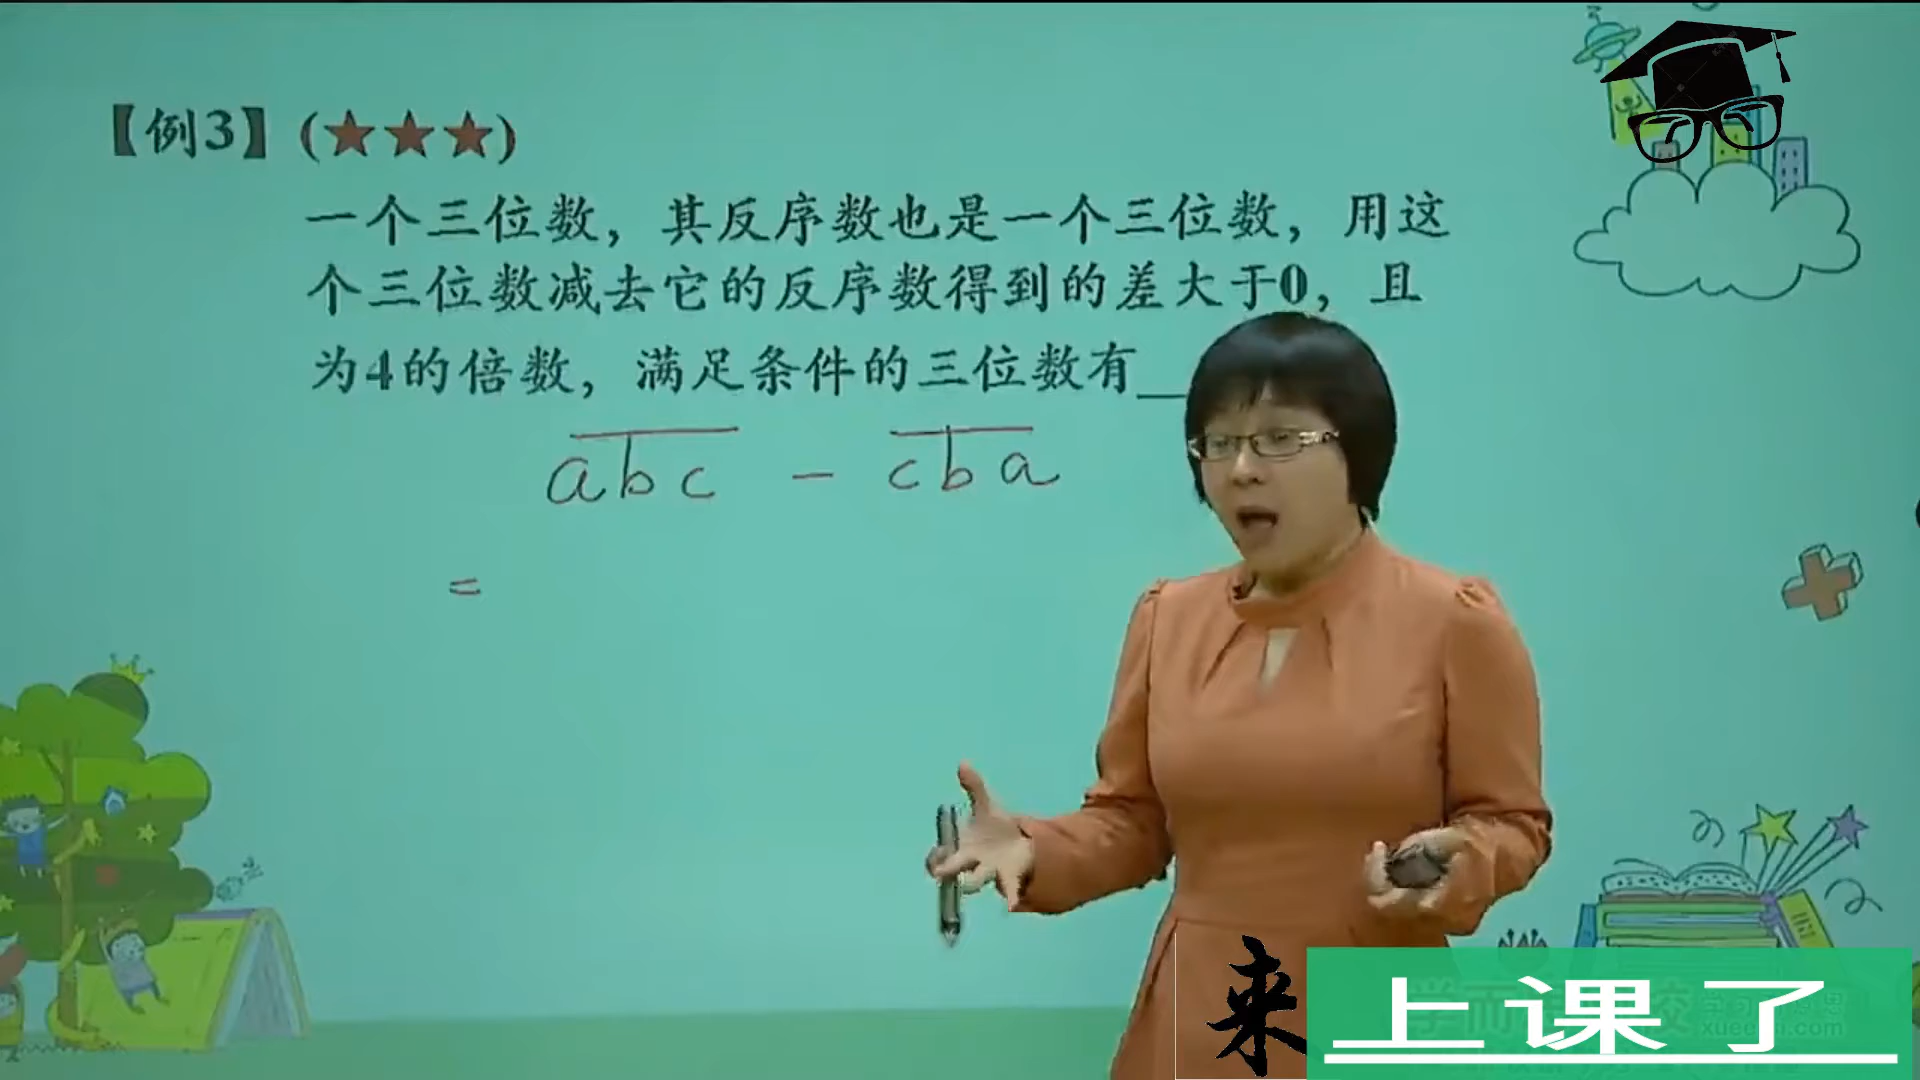 【例3】(★★★)
一个三位数，其反序数也是一个三位数，用这
个三位数减去它的反序数得到的差大于0，且
为4的倍数，满足条件的三位数有__
abc - cba
=
来
上课了